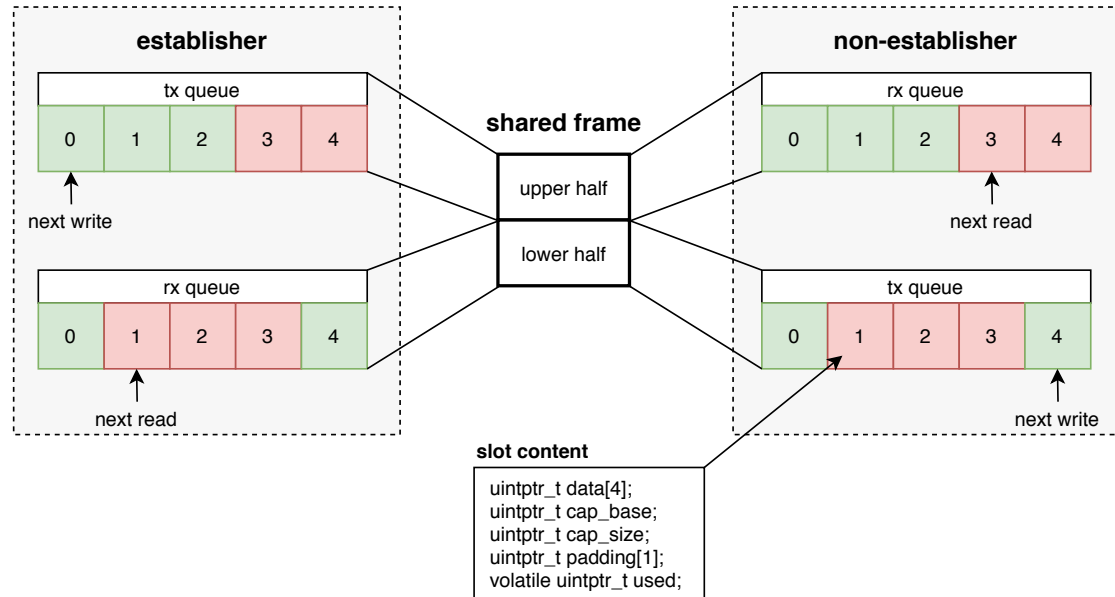 establisher
non-establisher
tx queue
0 1 2 3 4
next write
rx queue
0 1 2 3 4
next read
shared frame
upper half
lower half
rx queue
0 1 2 3 4
next read
tx queue
0 1 2 3 4
next write
slot content
uintptr_t data[4];
uintptr_t cap_base;
uintptr_t cap_size;
uintptr_t padding[1];
volatile uintptr_t used;